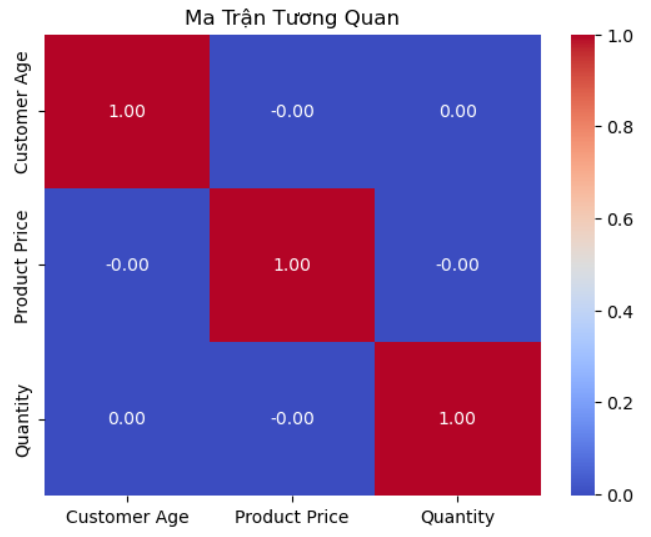 Ma Trận Tương Quan
Customer Age
1.00
-0.00
0.00
Product Price
-0.00
1.00
-0.00
Quantity
0.00
-0.00
1.00
Customer Age
Product Price
Quantity
1.0
0.8
0.6
0.4
0.2
0.0